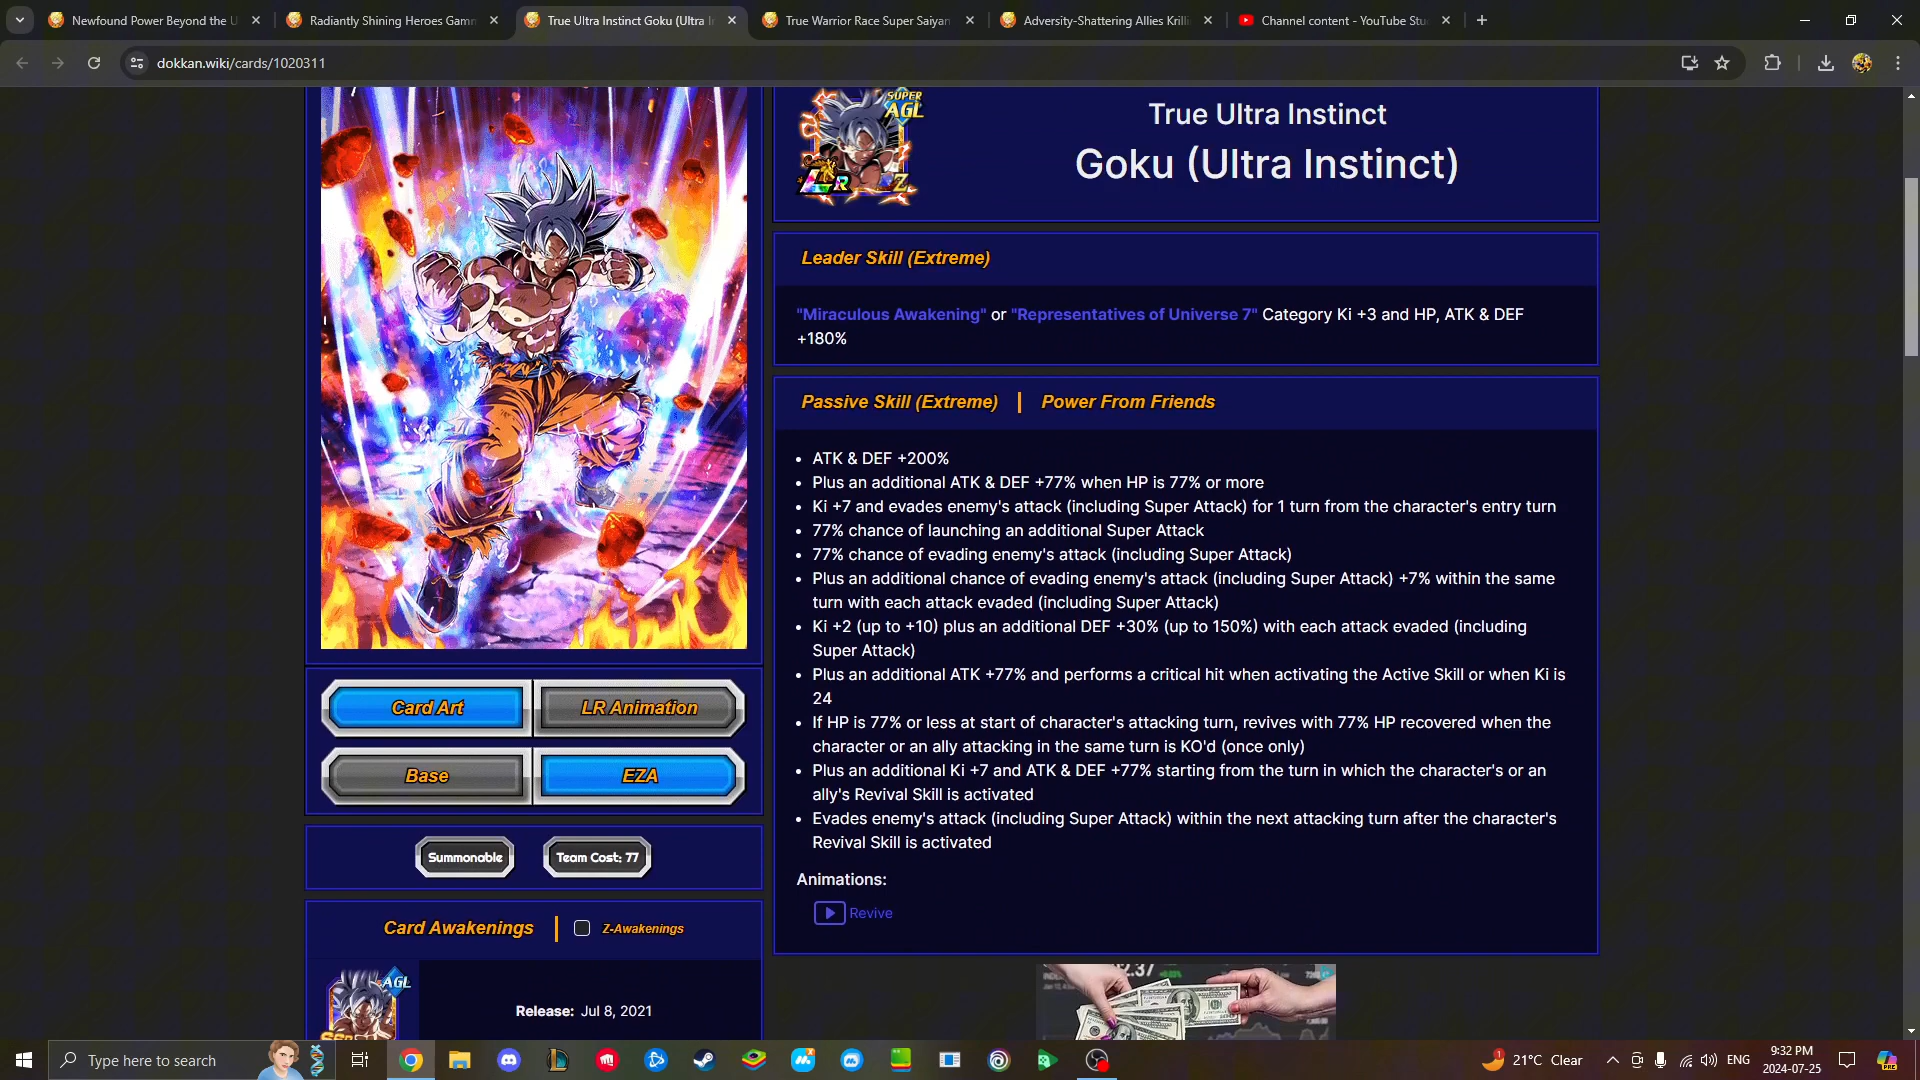 Newfound Power Beyond the U
Radiantly Shining Heroes Gamm
True Ultra Instinct Goku (Ultra I
True Warrior Race Super Saiyan
Adversity-Shattering Allies Krilli
Channel content - YouTube Stu
dokkan.wiki/cards/1020311
SUPER
AGL
LR
Z
True Ultra Instinct
Goku (Ultra Instinct)
Leader Skill (Extreme)
"Miraculous Awakening" or "Representatives of Universe 7" Category Ki +3 and HP, ATK & DEF
+180%
Passive Skill (Extreme) | Power From Friends
• ATK & DEF +200%
• Plus an additional ATK & DEF +77% when HP is 77% or more
• Ki +7 and evades enemy's attack (including Super Attack) for 1 turn from the character's entry turn
• 77% chance of launching an additional Super Attack
• 77% chance of evading enemy's attack (including Super Attack)
• Plus an additional chance of evading enemy's attack (including Super Attack) +7% within the same
turn with each attack evaded (including Super Attack)
• Ki +2 (up to +10) plus an additional DEF +30% (up to 150%) with each attack evaded (including
Super Attack)
• Plus an additional ATK +77% and performs a critical hit when activating the Active Skill or when Ki is
24
• If HP is 77% or less at start of character's attacking turn, revives with 77% HP recovered when the
character or an ally attacking in the same turn is KO'd (once only)
• Plus an additional Ki +7 and ATK & DEF +77% starting from the turn in which the character's or an
ally's Revival Skill is activated
• Evades enemy's attack (including Super Attack) within the next attacking turn after the character's
Revival Skill is activated
Animations:
Revive
Card Art
LR Animation
Base
EZA
Summonable
Team Cost: 77
Card Awakenings | Z-Awakenings
AGL
SSR
Release: Jul 8, 2021
Type here to search
21°C Clear
ENG
9:32 PM
2024-07-25